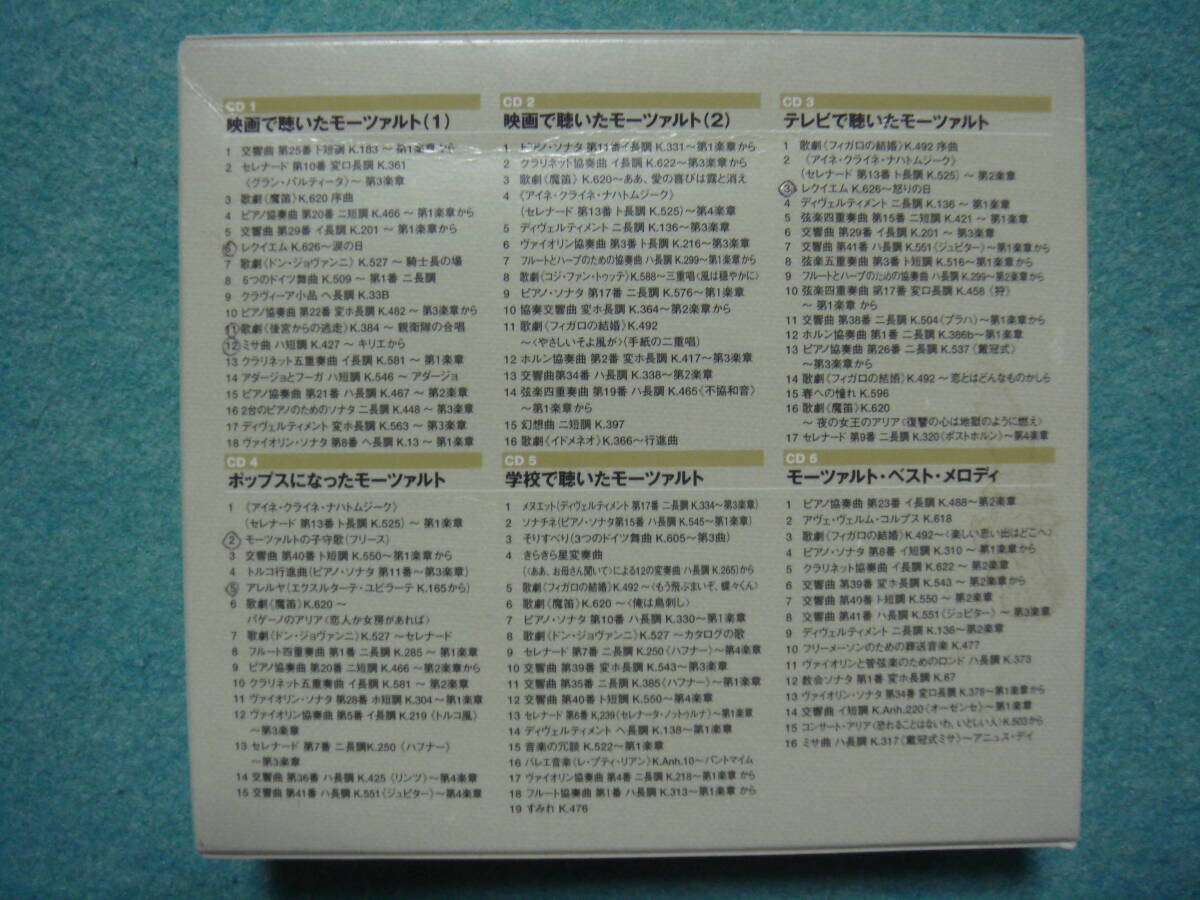 CD 1
映画で聴いたモーツァルト(1)
1 交響曲 第25番 ト短調 K.183 ～ 第1楽章 から
2 セレナード 第10番 変ロ長調 K.361
《グラン・パルティータ》～ 第3楽章
3 歌劇《魔笛》K.620 序曲
4 ピアノ協奏曲 第20番 ニ短調 K.466 ～ 第1楽章から
5 交響曲 第29番 イ長調 K.201 ～ 第1楽章から
6 レクイエム K.626～涙の日
7 歌劇《ドン・ジョヴァンニ》K.527 ～ 騎士長の場
8 6つのドイツ舞曲 K.509 ～ 第1番 ニ長調
9 クラヴィーア小品 ヘ長調 K.33B
10 ピアノ協奏曲 第22番 変ホ長調 K.482 ～ 第3楽章から
11 歌劇《後宮からの逃走》K.384 ～ 親衛隊の合唱
12 ミサ曲 ハ短調 K.427 ～ キリエから
13 クラリネット五重奏曲 イ長調 K.581 ～ 第1楽章
14 アダージョとフーガ ハ短調 K.546 ～ アダージョ
15 ピアノ協奏曲 第21番 ハ長調 K.467 ～ 第2楽章
16 2台のピアノのためのソナタ ニ長調 K.448 ～ 第3楽章
17 ディヴェルティメント 変ホ長調 K.563 ～ 第3楽章
18 ヴァイオリン・ソナタ 第8番 ヘ長調 K.13 ～ 第1楽章
CD 2
映画で聴いたモーツァルト(2)
1 ピアノ・ソナタ 第11番 イ長調 K.331～第1楽章から
2 クラリネット協奏曲 イ長調 K.622～第3楽章から
3 歌劇《魔笛》K.620～ああ、愛の喜びは露と消え
4 《アイネ・クライネ・ナハトムジーク》
(セレナード 第13番 ト長調 K.525)～第4楽章
5 ディヴェルティメント ニ長調 K.136～第3楽章
6 ヴァイオリン協奏曲 第3番 ト長調 K.216～第3楽章
7 フルートとハープのための協奏曲 ハ長調 K.299～第1楽章から
8 歌劇《コジ・ファン・トゥッテ》K.588～三重唱〈風は穏やかに〉
9 ピアノ・ソナタ 第17番 ニ長調 K.576～第1楽章
10 協奏交響曲 変ホ長調 K.364～第2楽章から
11 歌劇《フィガロの結婚》K.492
～〈やさしいそよ風が〉(手紙の二重唱)
12 ホルン協奏曲 第2番 変ホ長調 K.417～第3楽章
13 交響曲第34番 ハ長調 K.338～第2楽章
14 弦楽四重奏曲 第19番 ハ長調 K.465《不協和音》
～第1楽章から
15 幻想曲 ニ短調 K.397
16 歌劇《イドメネオ》K.366～行進曲
CD 3
テレビで聴いたモーツァルト
1 歌劇《フィガロの結婚》K.492 序曲
2 《アイネ・クライネ・ナハトムジーク》
(セレナード 第13番 ト長調 K.525) ～ 第2楽章
3 レクイエム K.626～怒りの日
4 ディヴェルティメント ニ長調 K.136 ～ 第1楽章
5 弦楽四重奏曲 第15番 ニ短調 K.421 ～ 第1楽章
6 交響曲 第29番 イ長調 K.201 ～ 第3楽章
7 交響曲 第41番 ハ長調 K.551《ジュピター》～第1楽章から
8 弦楽五重奏曲 第3番 ト短調 K.516～第1楽章から
9 フルートとハープのための協奏曲 ハ長調 K.299～第2楽章から
10 弦楽四重奏曲 第17番 変ロ長調 K.458《狩》
～ 第1楽章 から
11 交響曲 第38番 ニ長調 K.504《プラハ》～第1楽章から
12 ホルン協奏曲 第1番 ニ長調 K.386b～第1楽章
13 ピアノ協奏曲 第26番 ニ長調 K.537《戴冠式》
～第3楽章から
14 歌劇《フィガロの結婚》K.492 ～ 恋とはどんなものかしら
15 春への憧れ K.596
16 歌劇《魔笛》K.620
～ 夜の女王のアリア〈復讐の心は地獄のように燃え〉
17 セレナード 第9番 ニ長調 K.320《ポストホルン》～第4楽章
CD 4
ポップスになったモーツァルト
1 《アイネ・クライネ・ナハトムジーク》
(セレナード 第13番 ト長調 K.525) ～ 第1楽章
2 モーツァルトの子守歌(フリース)
3 交響曲 第40番 ト短調 K.550～第1楽章から
4 トルコ行進曲(ピアノ・ソナタ 第11番～第3楽章)
5 アレルヤ(エクスルターテ・ユビラーテ K.165から)
6 歌劇《魔笛》K.620 ～
パパゲーノのアリア〈恋人か女房があれば〉
7 歌劇《ドン・ジョヴァンニ》K.527～セレナード
8 フルート四重奏曲 第1番 ニ長調 K.285 ～ 第1楽章
9 ピアノ協奏曲 第20番 ニ短調 K.466 ～第2楽章から
10 クラリネット五重奏曲 イ長調 K.581 ～ 第2楽章
11 ヴァイオリン・ソナタ 第28番 ホ短調 K.304 ～第1楽章
12 ヴァイオリン協奏曲 第5番 イ長調 K.219《トルコ風》
～第3楽章
13 セレナード 第7番 ニ長調K.250《ハフナー》
～第3楽章
14 交響曲 第36番 ハ長調 K.425《リンツ》～第4楽章
15 交響曲 第41番 ハ長調 K.551《ジュピター》～第4楽章
CD 5
学校で聴いたモーツァルト
1 メヌエット(ディヴェルティメント 第17番 ニ長調 K.334～第3楽章)
2 ソナチネ(ピアノ・ソナタ第15番 ハ長調 K.545～第1楽章)
3 そりすべり(3つのドイツ舞曲 K.605～第3曲)
4 きらきら星変奏曲
(〈ああ、お母さん聞いて〉による12の変奏曲 ハ長調 K.265)から
5 歌劇《フィガロの結婚》K.492 ～〈もう飛ぶまいぞ、蝶々くん〉
6 歌劇《魔笛》K.620 ～〈俺は鳥刺し〉
7 ピアノ・ソナタ 第10番 ハ長調 K.330～第1楽章
8 歌劇《ドン・ジョヴァンニ》K.527 ～カタログの歌
9 セレナード 第7番 ニ長調 K.250《ハフナー》～第4楽章
10 交響曲 第39番 変ホ長調 K.543～第3楽章
11 交響曲 第35番 ニ長調 K.385《ハフナー》～第1楽章
12 交響曲 第40番 ト短調 K.550～第4楽章
13 セレナード 第6番 K.239《セレナータ・ノットゥルナ》～第1楽章
14 ディヴェルティメント ヘ長調 K.138～第1楽章
15 音楽の冗談 K.522～第1楽章
16 バレエ音楽《レ・プティ・リアン》K.Anh.10～パントマイム
17 ヴァイオリン協奏曲 第4番 ニ長調 K.218～第1楽章 から
18 フルート協奏曲 第1番 ハ長調 K.313～第1楽章 から
19 すみれ K.476
CD 6
モーツァルト・ベスト・メロディ
1 ピアノ協奏曲 第23番 イ長調 K.488～第2楽章
2 アヴェ・ヴェルム・コルプス K.618
3 歌劇《フィガロの結婚》K.492～〈楽しい思い出はどこへ〉
4 ピアノ・ソナタ 第8番 イ短調 K.310 ～ 第1楽章から
5 クラリネット協奏曲 イ長調 K.622 ～ 第2楽章
6 交響曲 第39番 変ホ長調 K.543 ～ 第2楽章から
7 交響曲 第40番 ト短調 K.550 ～ 第2楽章
8 交響曲 第41番 ハ長調 K.551《ジュピター》～ 第3楽章
9 ディヴェルティメント ニ長調 K.136～第2楽章
10 フリーメーソンのための葬送音楽 K.477
11 ヴァイオリンと管弦楽のためのロンド ハ長調 K.373
12 教会ソナタ 第1番 変ホ長調 K.67
13 ヴァイオリン・ソナタ 第34番 変ロ長調 K.378～第1楽章から
14 交響曲 イ短調 K.Anh.220《オーゼンセ》～第1楽章
15 コンサート・アリア〈恐れることはないわ、いとしい人〉K.503から
16 ミサ曲 ハ長調 K.317《戴冠式ミサ》～アニュス・デイ